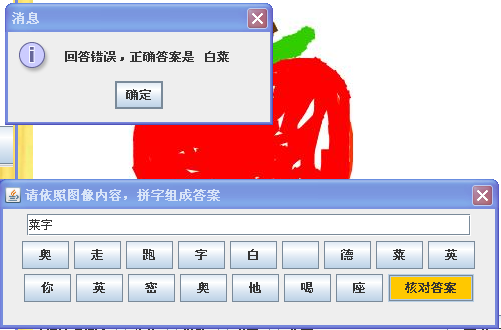 消息
回答错误，正确答案是 白菜
确定
请依照图像内容，拼字组成答案
菜字
奥 走 跑 字 白 德 菜 英
你 英 密 奥 他 喝 座 核对答案